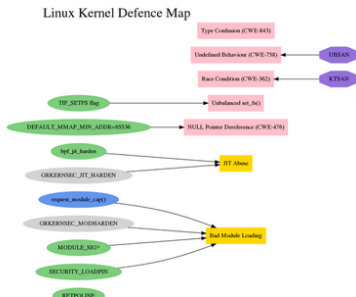 Linux Kernel Defence Map
Type Confusion (CWE-843)
Undefined Behaviour (CWE-758)
UBSAN
Race Condition (CWE-362)
KTSAN
TIF_SETFS flag
Unbalanced set_fs()
DEFAULT_MMAP_MIN_ADDR=65536
NULL Pointer Dereference (CWE-476)
bpf_jit_harden
JIT Abuse
GRKERNSEC_JIT_HARDEN
request_module_cap()
GRKERNSEC_MODHARDEN
Bad Module Loading
MODULE_SIG*
SECURITY_LOADPIN
RETPOLINE